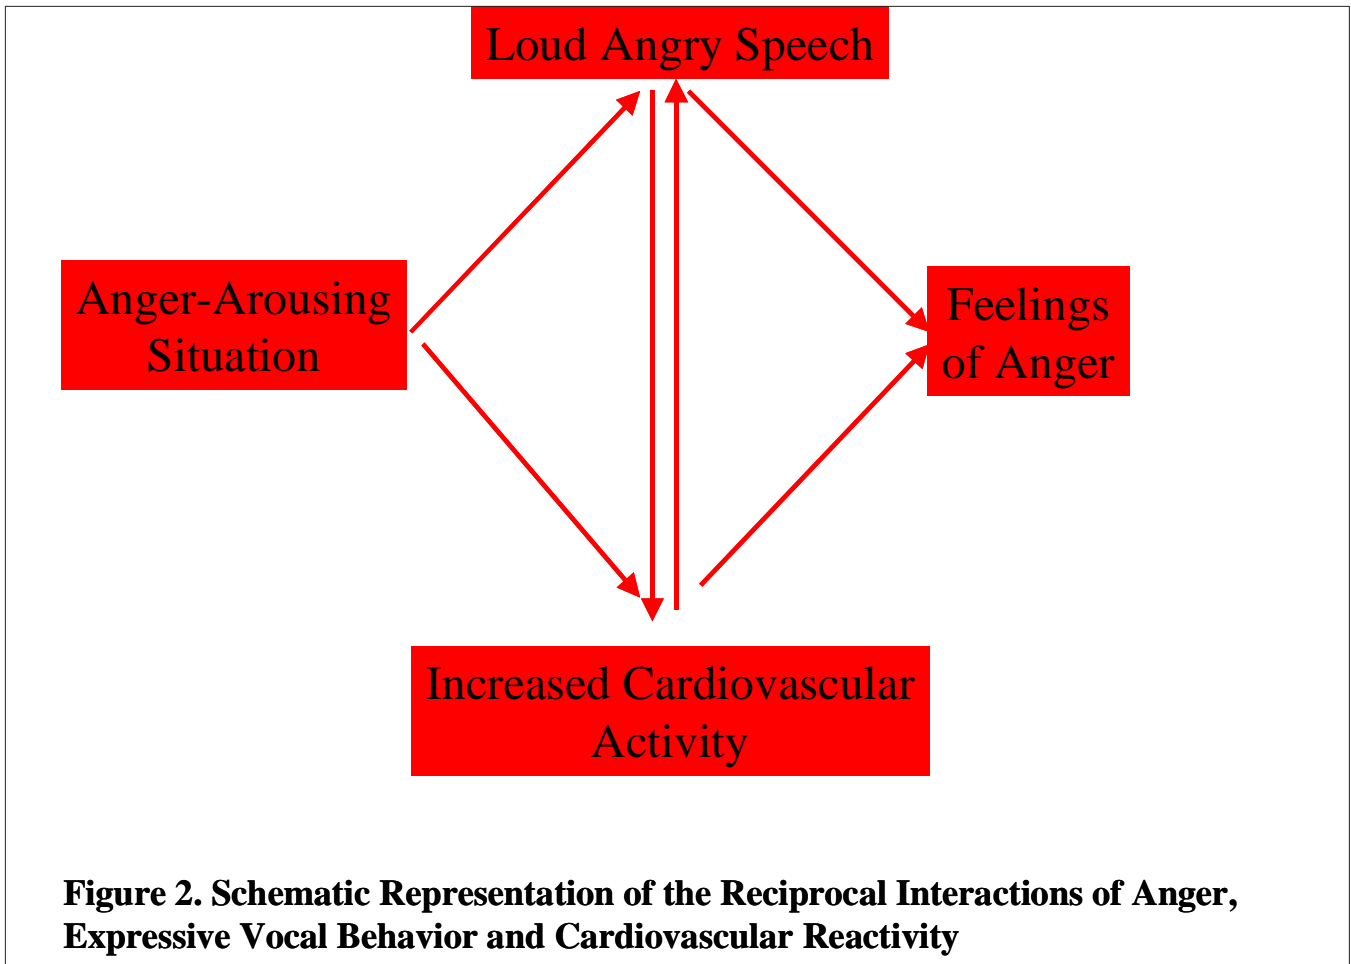 Loud Angry Speech
Anger-Arousing
Situation
Feelings
of Anger
Increased Cardiovascular
Activity
Figure 2. Schematic Representation of the Reciprocal Interactions of Anger,
Expressive Vocal Behavior and Cardiovascular Reactivity